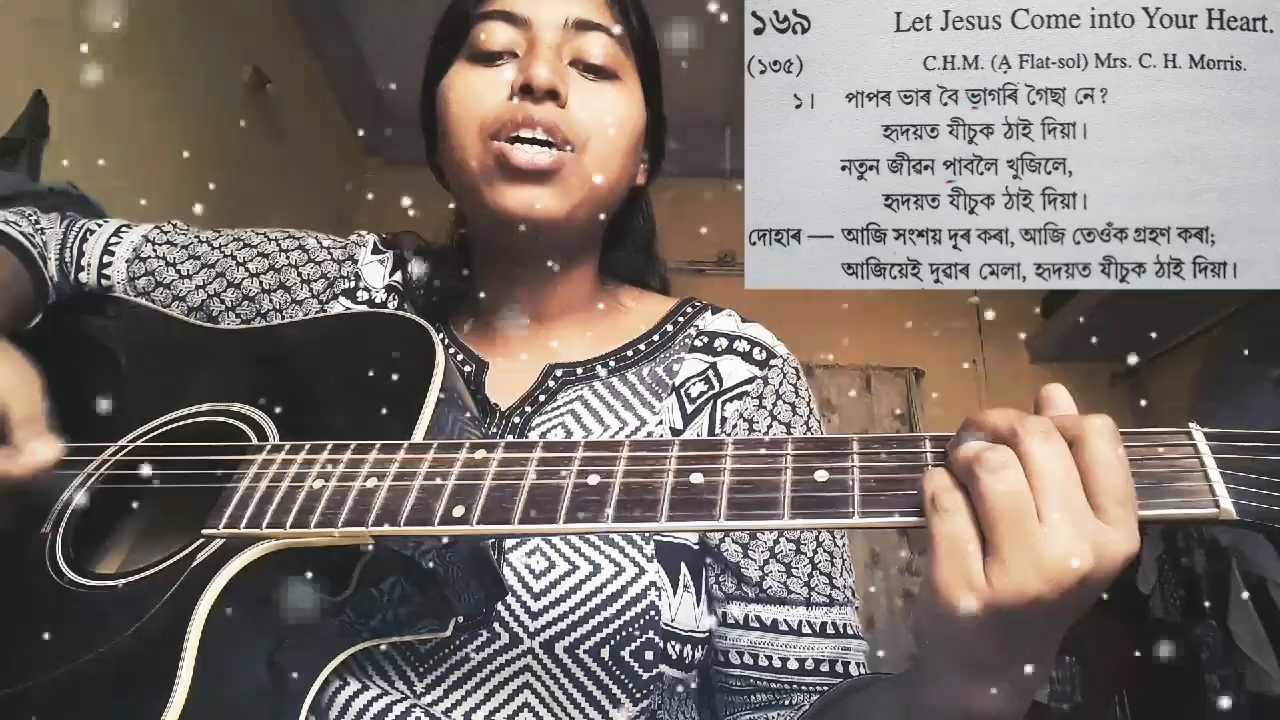 ১৬৯ Let Jesus Come into Your Heart.
(১৩৫) C.H.M. (A Flat-sol) Mrs. C. H. Morris.
১। পাপৰ ভাৰ বৈ ভাগৰি গৈছা নে?
হৃদয়ত যীচুক ঠাই দিয়া।
নতুন জীৱন পাবলৈ খুজিলে,
হৃদয়ত যীচুক ঠাই দিয়া।
দোহাৰ — আজি সংশয় দূৰ কৰা, আজি তেওঁক গ্ৰহণ কৰা;
আজিয়েই দুৱাৰ মেলা, হৃদয়ত যীচুক ঠাই দিয়া।